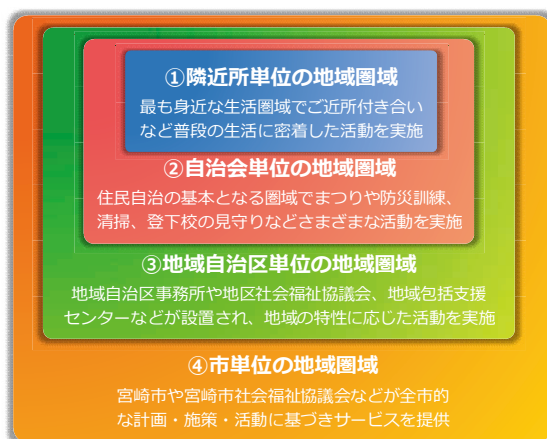 ①隣近所単位の地域圏域
最も身近な生活圏域でご近所付き合い
など普段の生活に密着した活動を実施
②自治会単位の地域圏域
住民自治の基本となる圏域でまつりや防災訓練、
清掃、登下校の見守りなどさまざまな活動を実施
③地域自治区単位の地域圏域
地域自治区事務所や地区社会福祉協議会、地域包括支援
センターなどが設置され、地域の特性に応じた活動を実施
④市単位の地域圏域
宮崎市や宮崎市社会福祉協議会などが全市的
な計画・施策・活動に基づきサービスを提供